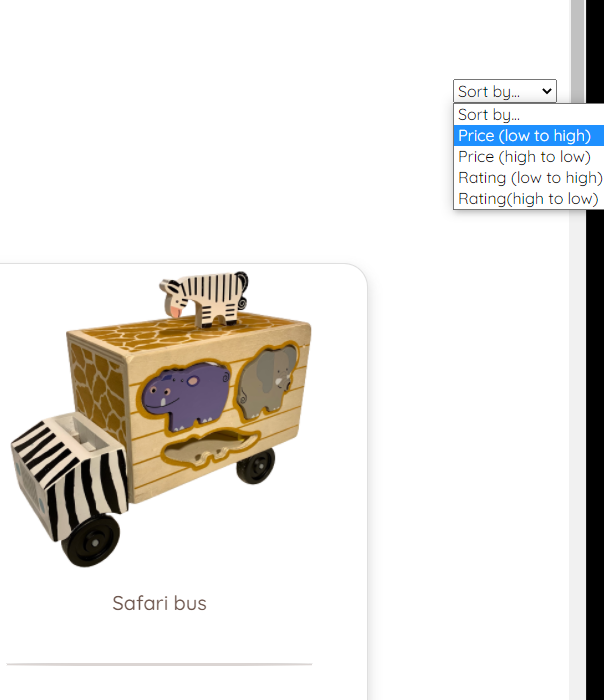 Sort by...
Sort by...
Price (low to high)
Price (high to low)
Rating (low to high)
Rating(high to low)
Safari bus